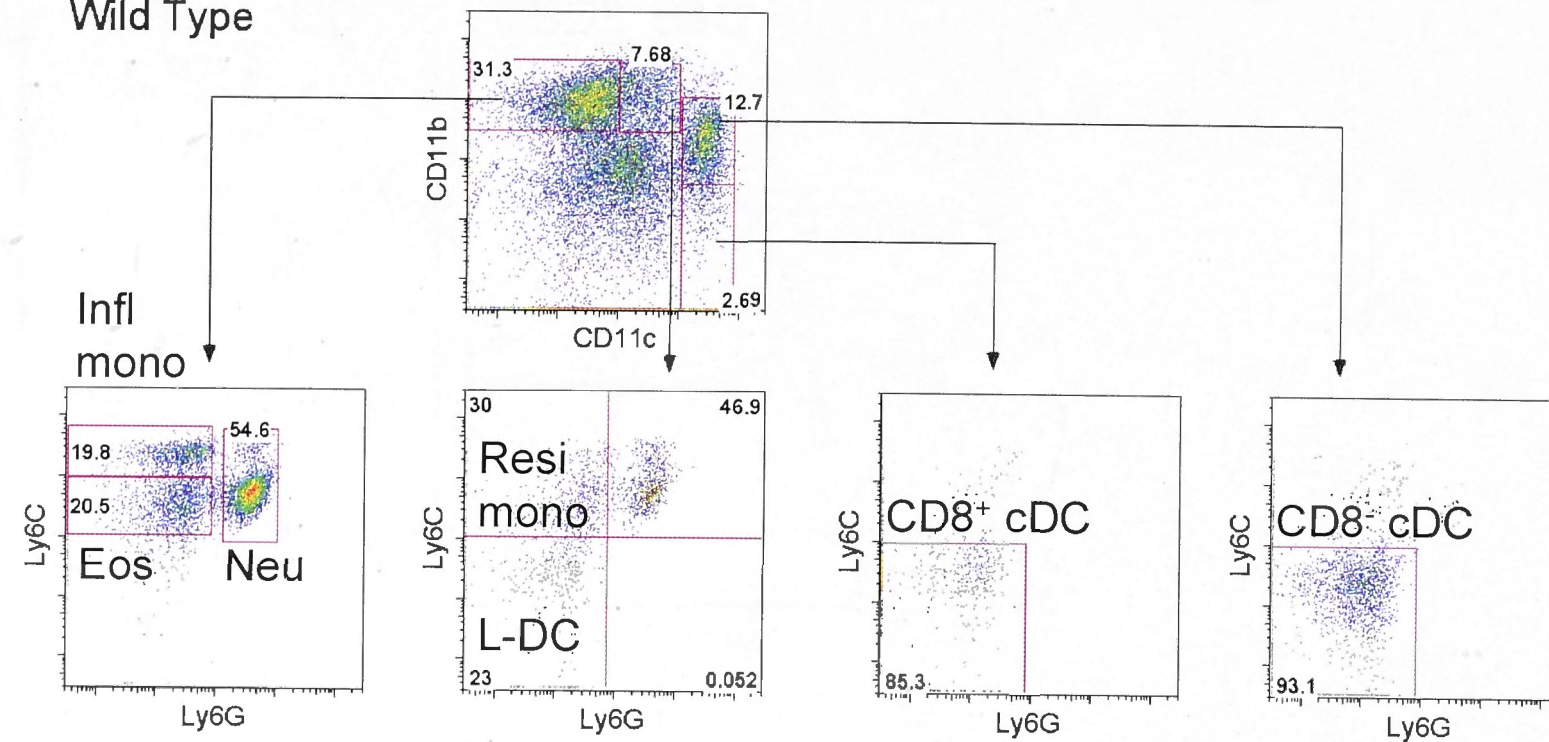 Wild Type
31.3
7.68
12.7
2.69
CD11b
CD11c
Infl
mono
19.8
54.6
20.5
Eos
Neu
Ly6C
Ly6G
30
46.9
Resi
mono
L-DC
23
0.052
Ly6C
Ly6G
CD8⁺ cDC
85.3
Ly6C
Ly6G
CD8⁻ cDC
93.1
Ly6C
Ly6G